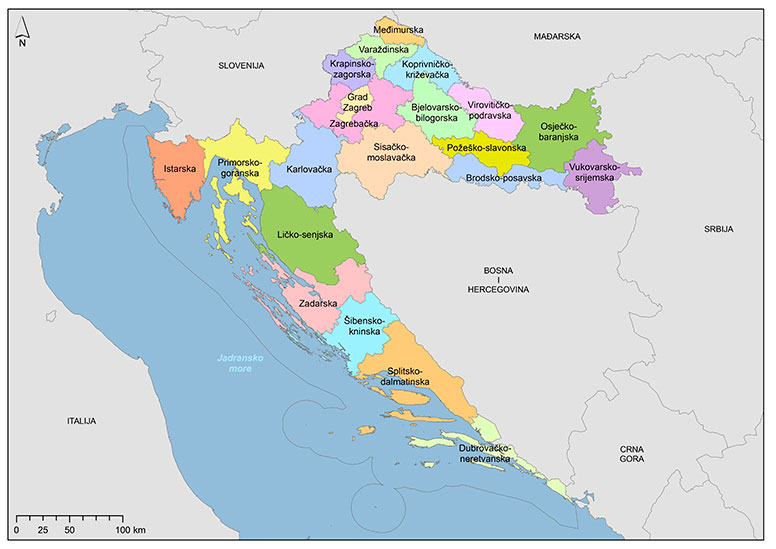 N
Međimurska
MAĐARSKA
Varaždinska
SLOVENIJA
Krapinsko-
zagorska
Koprivničko-
križevačka
Grad
Zagreb
Zagrebačka
Bjelovarsko-
bilogorska
Virovitičko-
podravska
Osječko-
baranjska
Sisačko-
moslavačka
Požeško-slavonska
Brodsko-posavska
Vukovarsko-
srijemska
Istarska
Primorsko-
goranska
Karlovačka
Ličko-senjska
SRBIJA
BOSNA
I
HERCEGOVINA
Zadarska
Šibensko-
kninska
Jadransko
more
Splitsko-
dalmatinska
ITALIJA
Dubrovačko-
neretvanska
CRNA
GORA
0 25 50 100 km